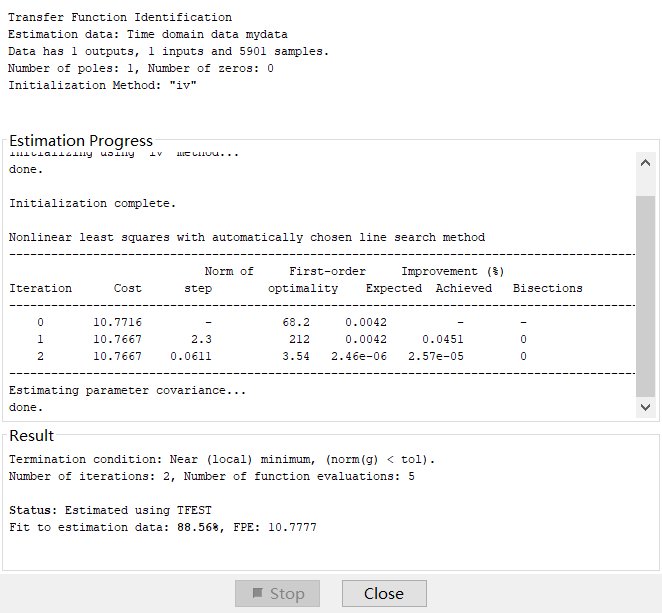 Transfer Function Identification
Estimation data: Time domain data mydata
Data has 1 outputs, 1 inputs and 5901 samples.
Number of poles: 1, Number of zeros: 0
Initialization Method: "iv"
Estimation Progress
Initializing using 'iv' method...
done.
Initialization complete.
Nonlinear least squares with automatically chosen line search method
------------------------------------------------------------------------------------------
Norm of First-order Improvement (%)
Iteration Cost step optimality Expected Achieved Bisections
------------------------------------------------------------------------------------------
0 10.7716 - 68.2 0.0042 - -
1 10.7667 2.3 212 0.0042 0.0451 0
2 10.7667 0.0611 3.54 2.46e-06 2.57e-05 0
------------------------------------------------------------------------------------------
Estimating parameter covariance...
done.
Result
Termination condition: Near (local) minimum, (norm(g) < tol).
Number of iterations: 2, Number of function evaluations: 5
Status: Estimated using TFEST
Fit to estimation data: 88.56%, FPE: 10.7777
Stop Close